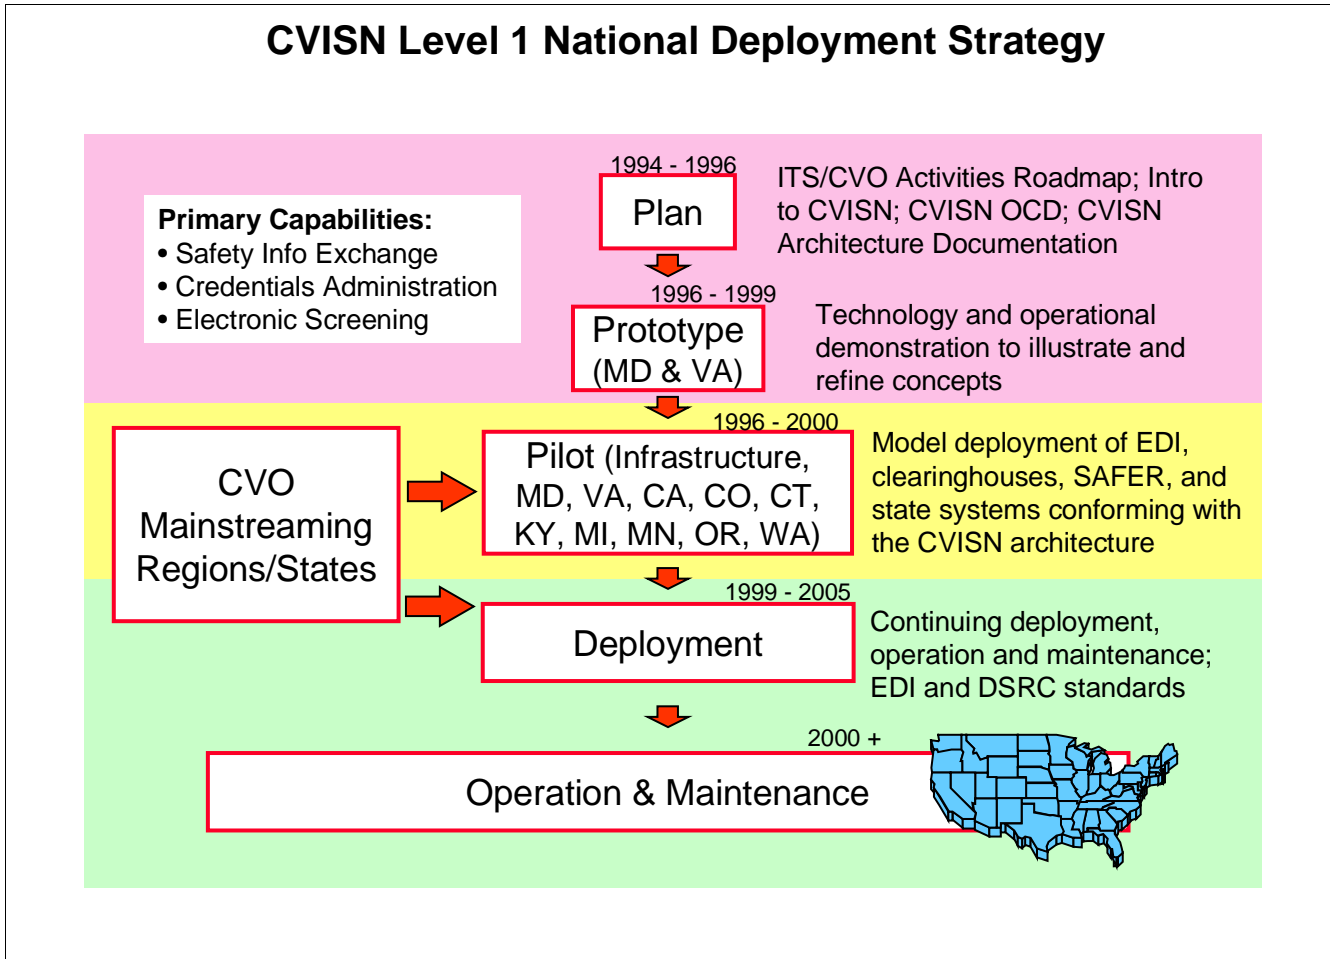 CVISN Level 1 National Deployment Strategy
Primary Capabilities:
• Safety Info Exchange
• Credentials Administration
• Electronic Screening
1994 - 1996
Plan
ITS/CVO Activities Roadmap; Intro
to CVISN; CVISN OCD; CVISN
Architecture Documentation
1996 - 1999
Prototype
(MD & VA)
Technology and operational
demonstration to illustrate and
refine concepts
CVO
Mainstreaming
Regions/States
1996 - 2000
Pilot (Infrastructure,
MD, VA, CA, CO, CT,
KY, MI, MN, OR, WA)
Model deployment of EDI,
clearinghouses, SAFER, and
state systems conforming with
the CVISN architecture
1999 - 2005
Deployment
Continuing deployment,
operation and maintenance;
EDI and DSRC standards
2000 +
Operation & Maintenance